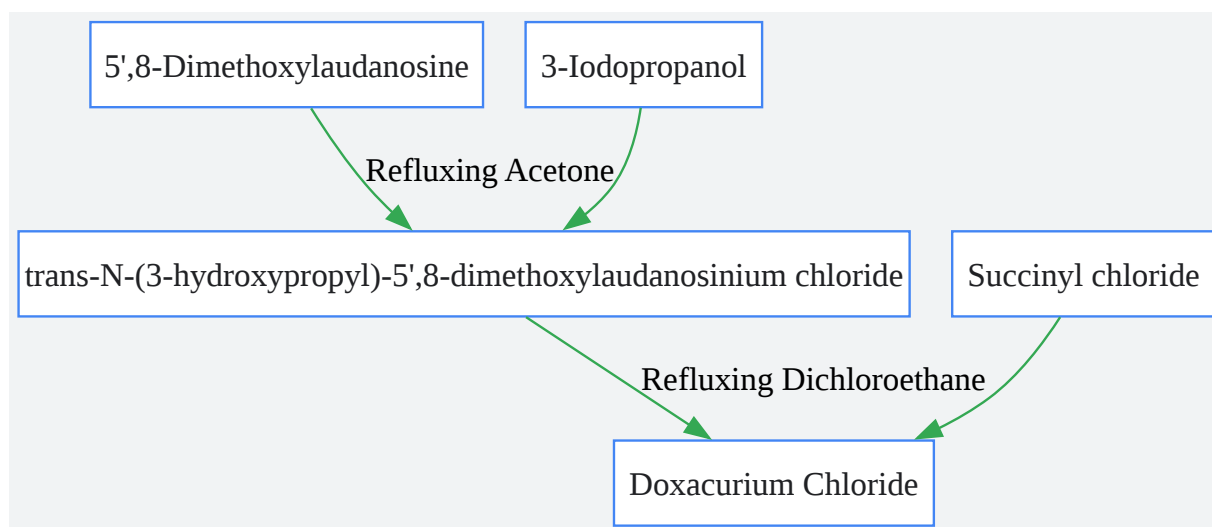 5',8-Dimethoxylaudanosine
3-Iodopropanol
Refluxing Acetone
trans-N-(3-hydroxypropyl)-5',8-dimethoxylaudanosinium chloride
Succinyl chloride
Refluxing Dichloroethane
Doxacurium Chloride